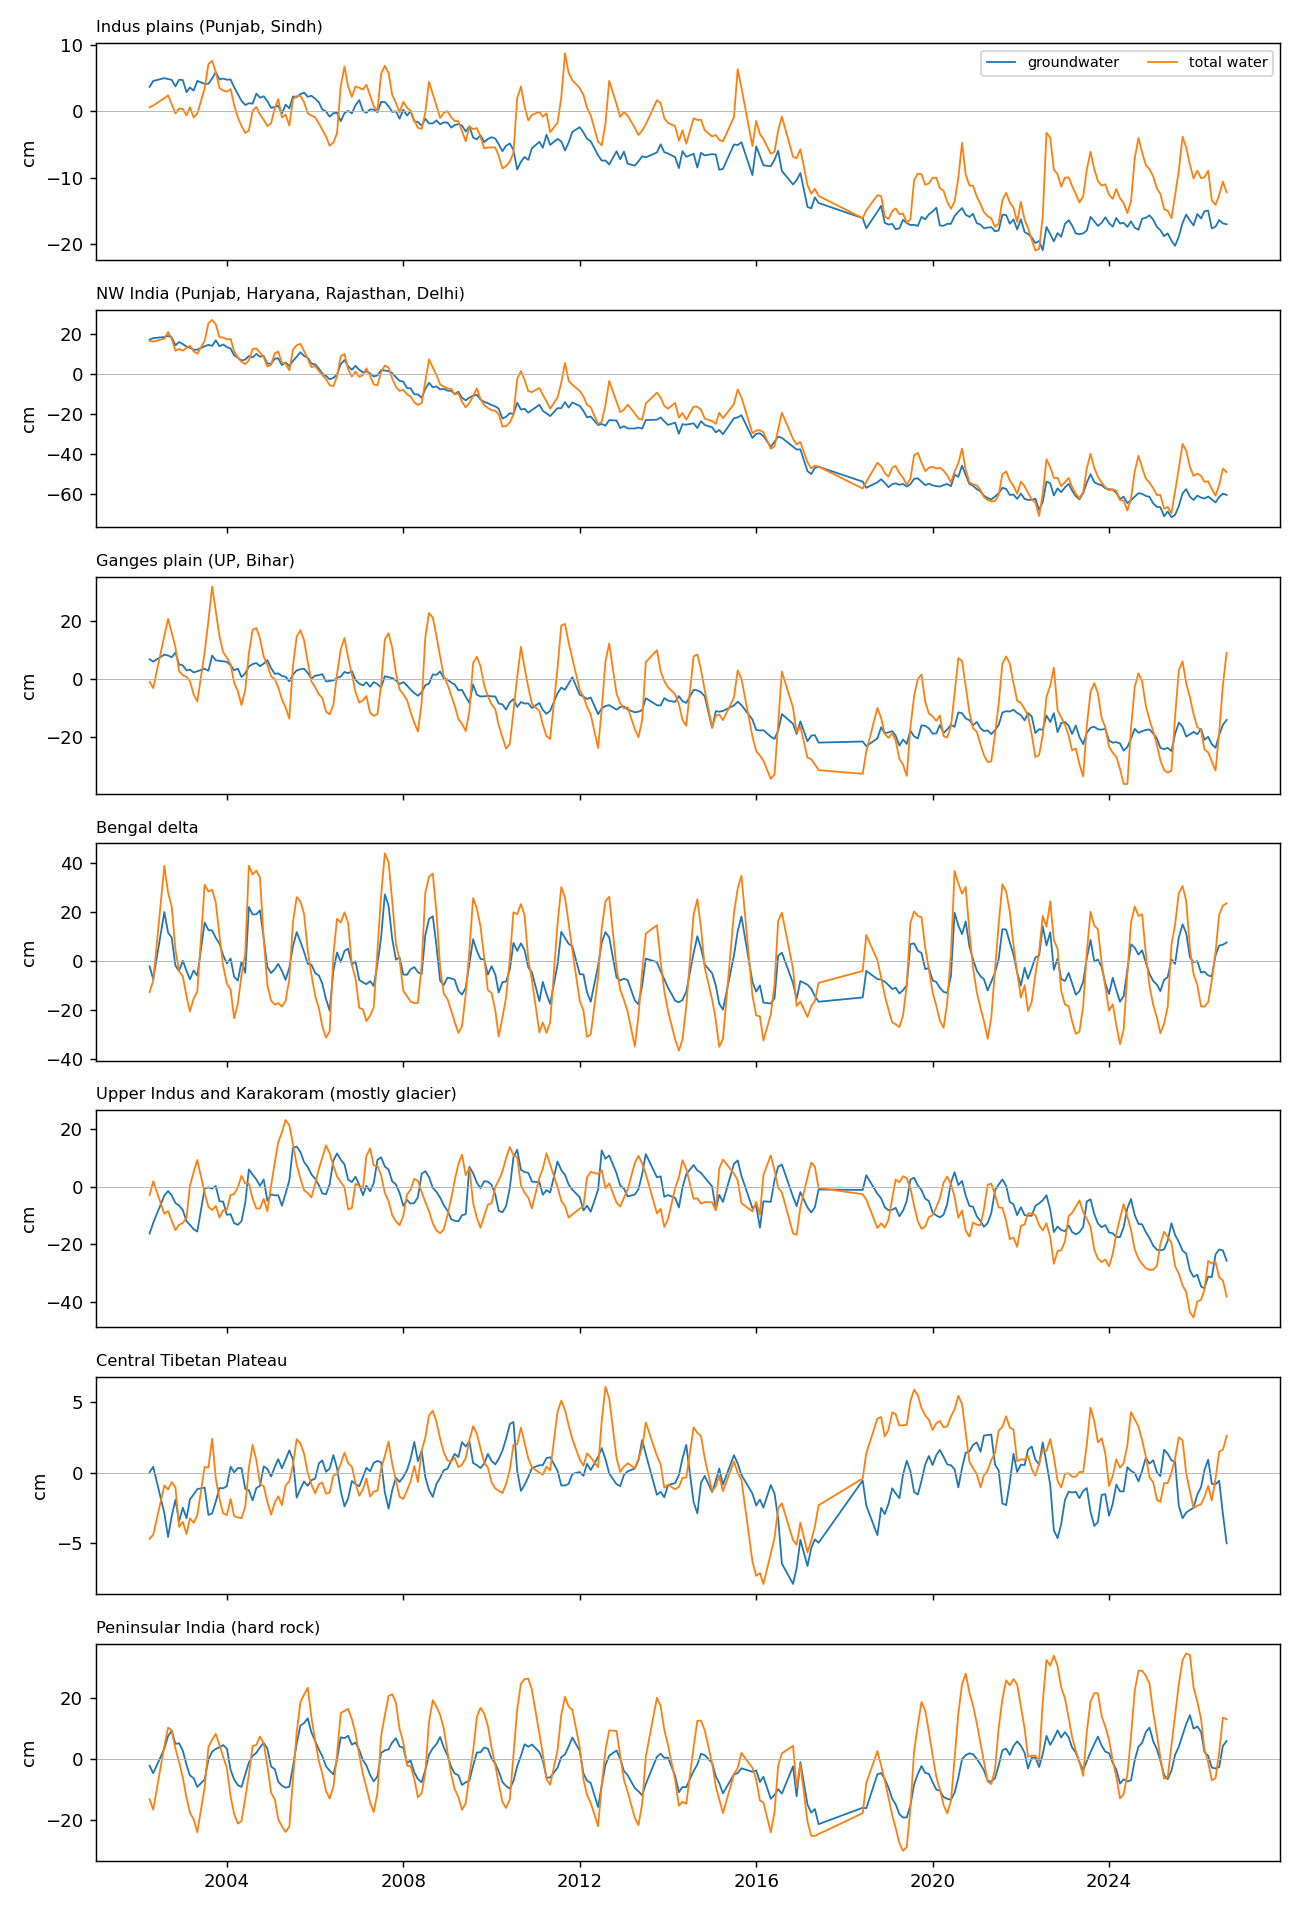 Indus plains (Punjab, Sindh)
groundwater
total water
10
0
−10
−20
cm
NW India (Punjab, Haryana, Rajasthan, Delhi)
20
0
−20
−40
−60
cm
Ganges plain (UP, Bihar)
20
0
−20
cm
Bengal delta
40
20
0
−20
−40
cm
Upper Indus and Karakoram (mostly glacier)
20
0
−20
−40
cm
Central Tibetan Plateau
5
0
−5
cm
Peninsular India (hard rock)
20
0
−20
cm
2004
2008
2012
2016
2020
2024